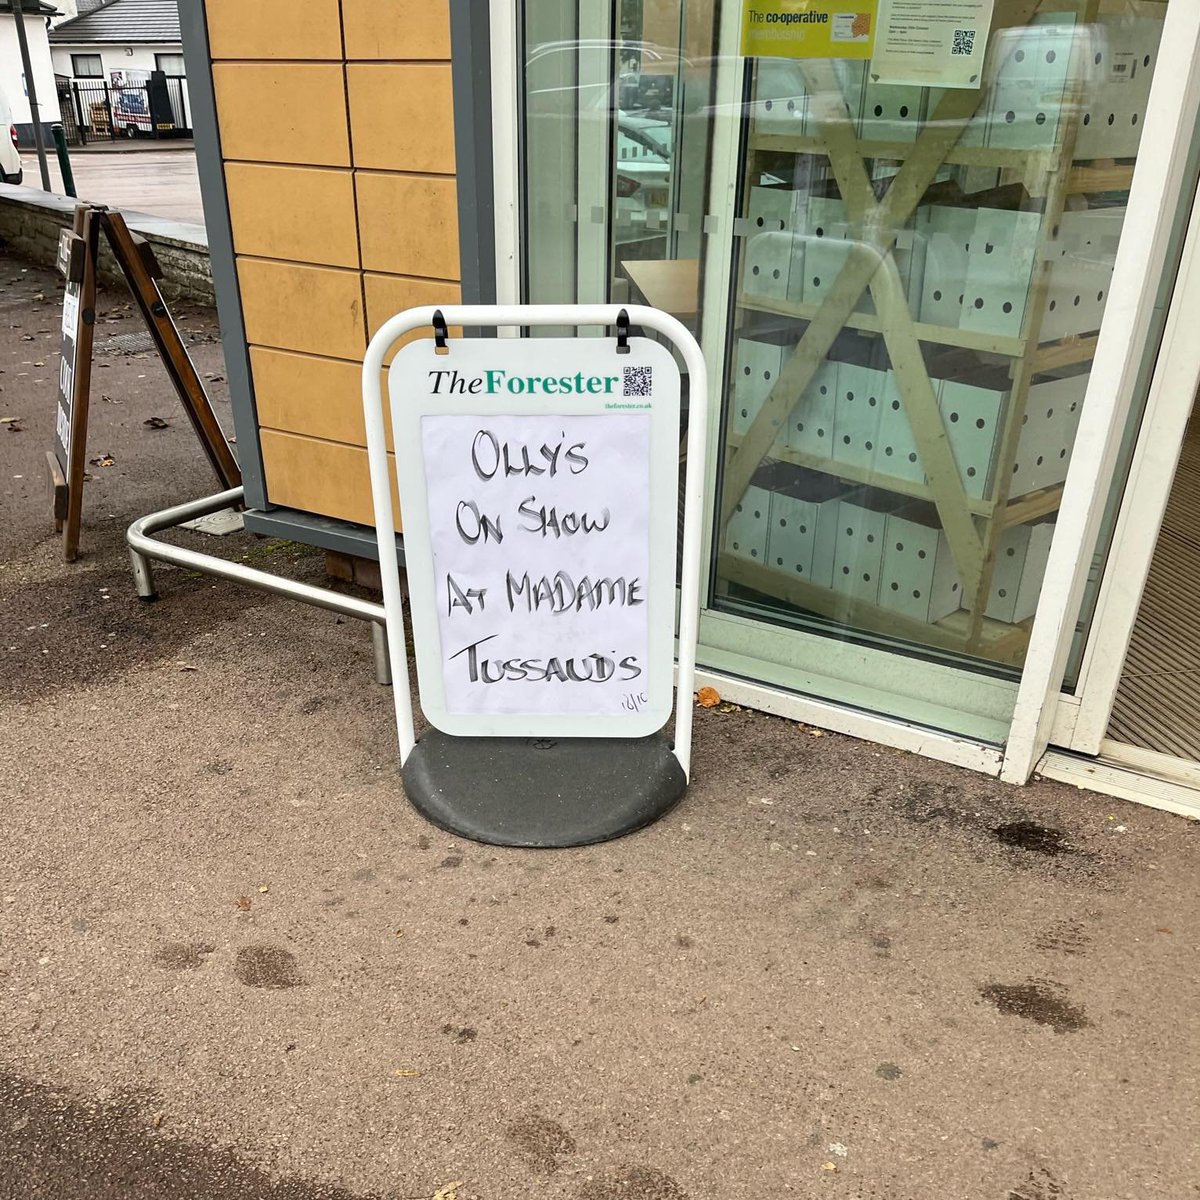 The co-operative
membership
TheForester
theforester.co.uk
OLLY'S
ON SHOW
AT MADAME
TUSSAUD'S